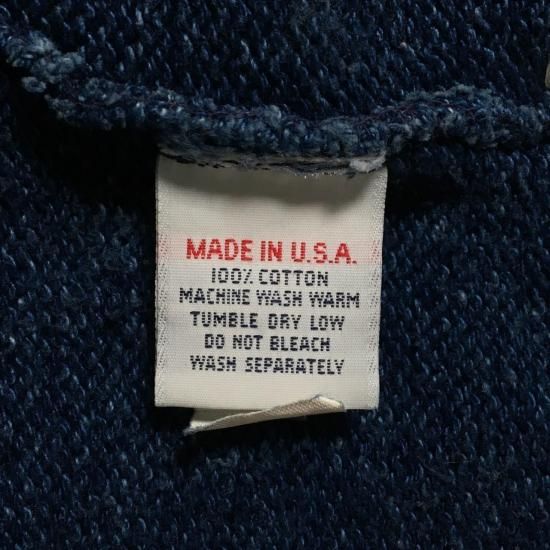 MADE IN U.S.A.
100% COTTON
MACHINE WASH WARM
TUMBLE DRY LOW
DO NOT BLEACH
WASH SEPARATELY